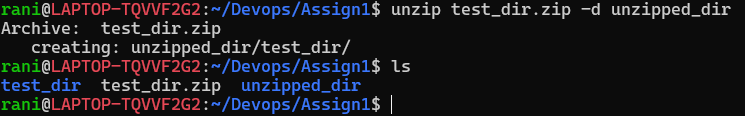 rani@LAPTOP-TQVVF2G2:~/Devops/Assign1$ unzip test_dir.zip -d unzipped_dir
Archive:  test_dir.zip
   creating: unzipped_dir/test_dir/
rani@LAPTOP-TQVVF2G2:~/Devops/Assign1$ ls
test_dir  test_dir.zip  unzipped_dir
rani@LAPTOP-TQVVF2G2:~/Devops/Assign1$